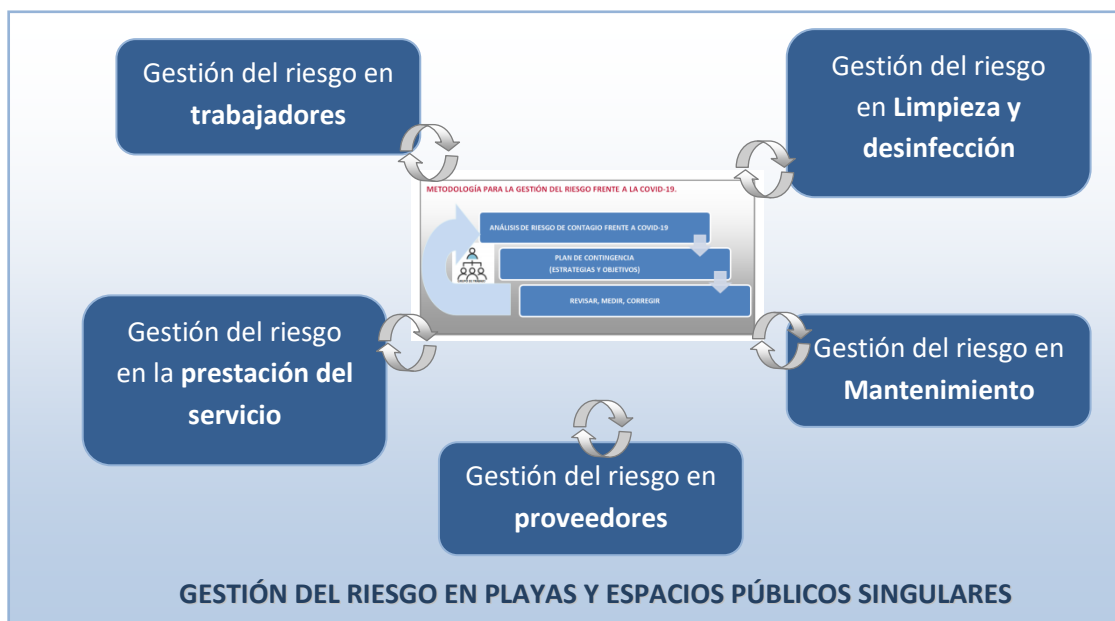 Gestión del riesgo en
trabajadores
Gestión del riesgo
en Limpieza y
desinfección
METODOLOGÍA PARA LA GESTIÓN DEL RIESGO FRENTE A LA COVID-19.
ANÁLISIS DE RIESGO DE CONTAGIO FRENTE A COVID-19
PLAN DE CONTINGENCIA
(ESTRATEGIAS Y OBJETIVOS)
REVISAR, MEDIR, CORREGIR
Gestión del riesgo
en la prestación del
servicio
Gestión del riesgo en
Mantenimiento
Gestión del riesgo en
proveedores
GESTIÓN DEL RIESGO EN PLAYAS Y ESPACIOS PÚBLICOS SINGULARES